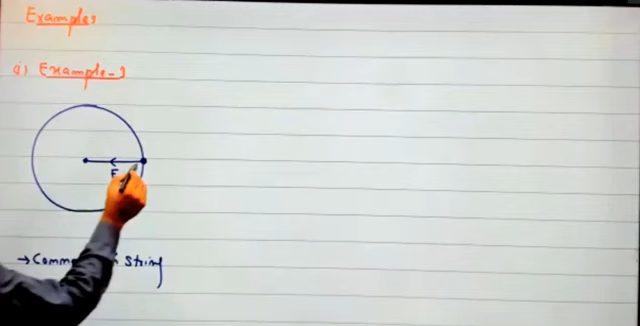 Examples
(i) Example-1
F
→ String